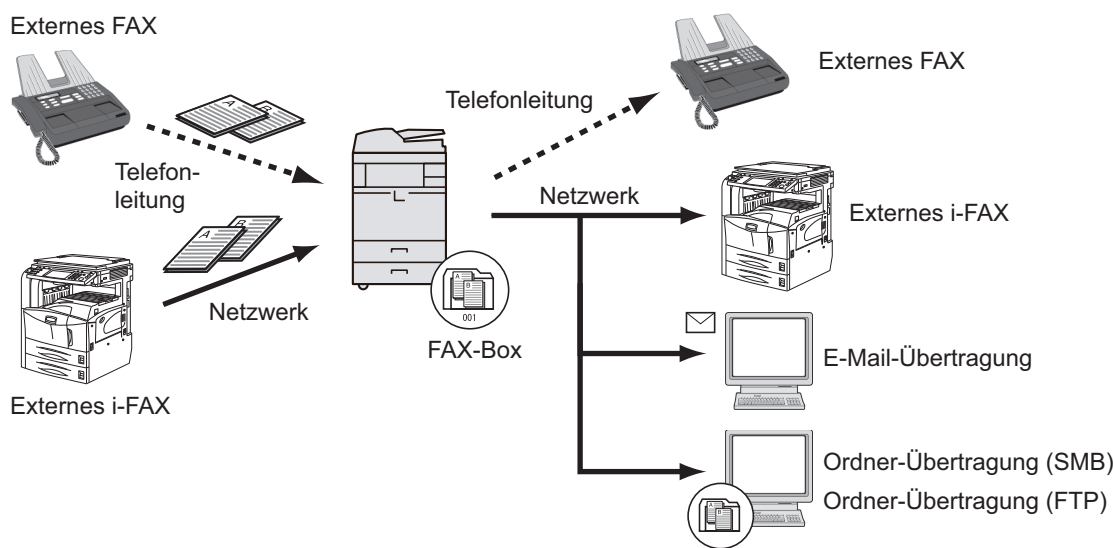 Externes FAX
A
B
Telefon-
leitung
A
B
Netzwerk
Externes i-FAX
A
B
001
FAX-Box
Telefonleitung
Externes FAX
Netzwerk
Externes i-FAX
E-Mail-Übertragung
Ordner-Übertragung (SMB)
Ordner-Übertragung (FTP)